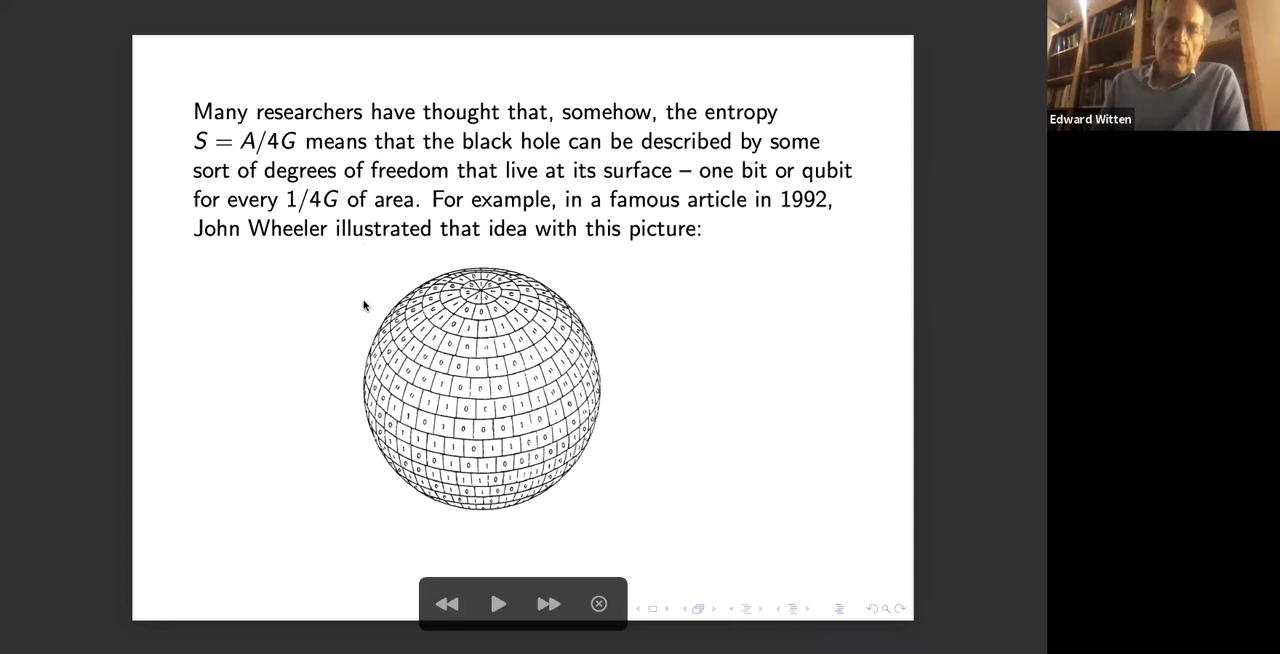 Many researchers have thought that, somehow, the entropy
S = A/4G means that the black hole can be described by some
sort of degrees of freedom that live at its surface – one bit or qubit
for every 1/4G of area. For example, in a famous article in 1992,
John Wheeler illustrated that idea with this picture:
Edward Witten